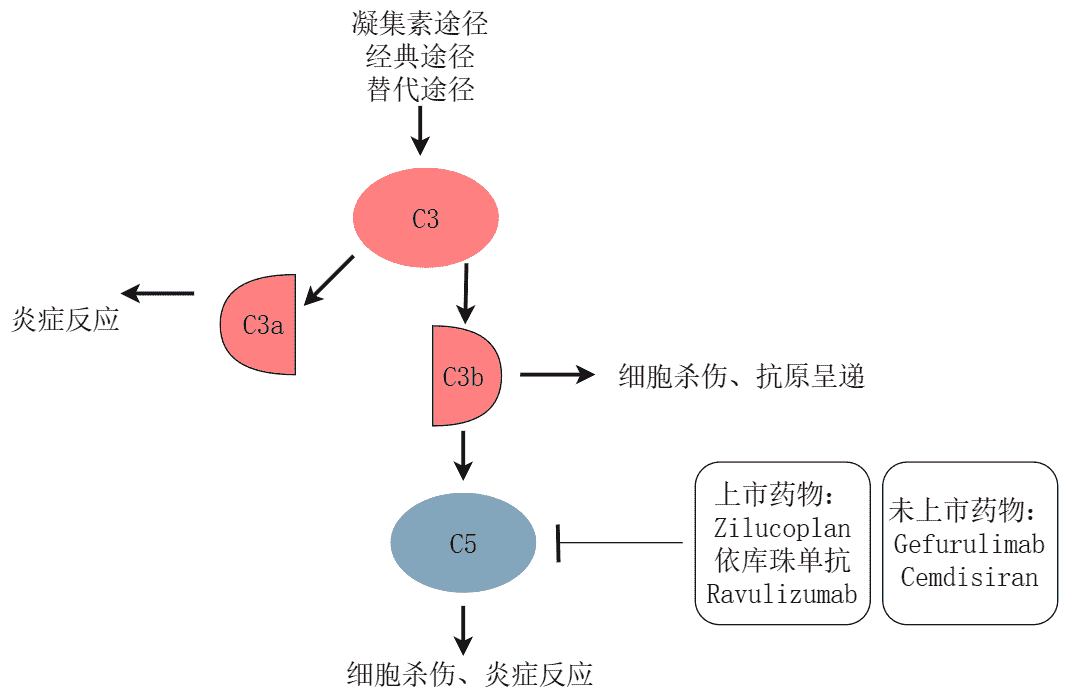 凝集素途径
经典途径
替代途径
C3
C3a
炎症反应
C3b
细胞杀伤、抗原呈递
C5
上市药物：
Zilucoplan
依库珠单抗
Ravulizumab
未上市药物：
Gefurulimab
Cemdisiran
细胞杀伤、炎症反应